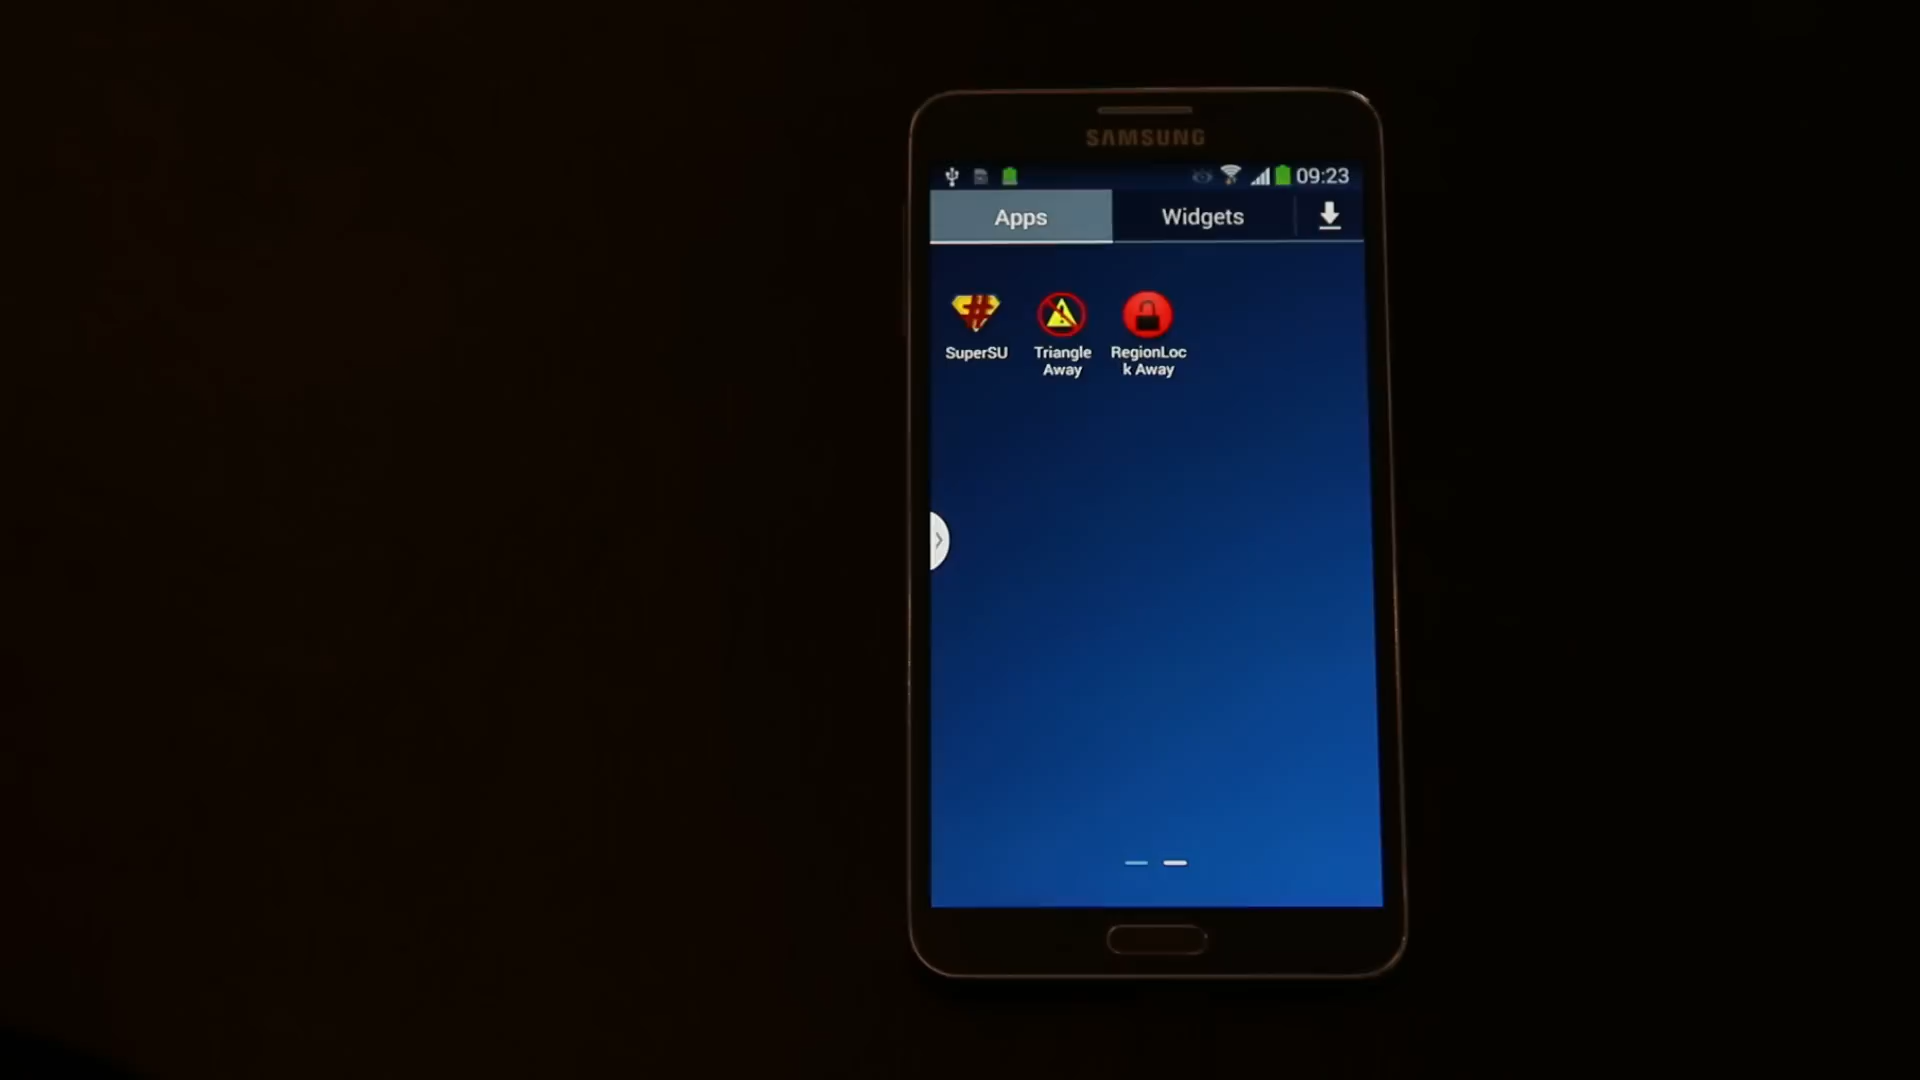 SAMSUNG
09:23
Apps
Widgets
SuperSU
Triangle
Away
RegionLoc
k Away